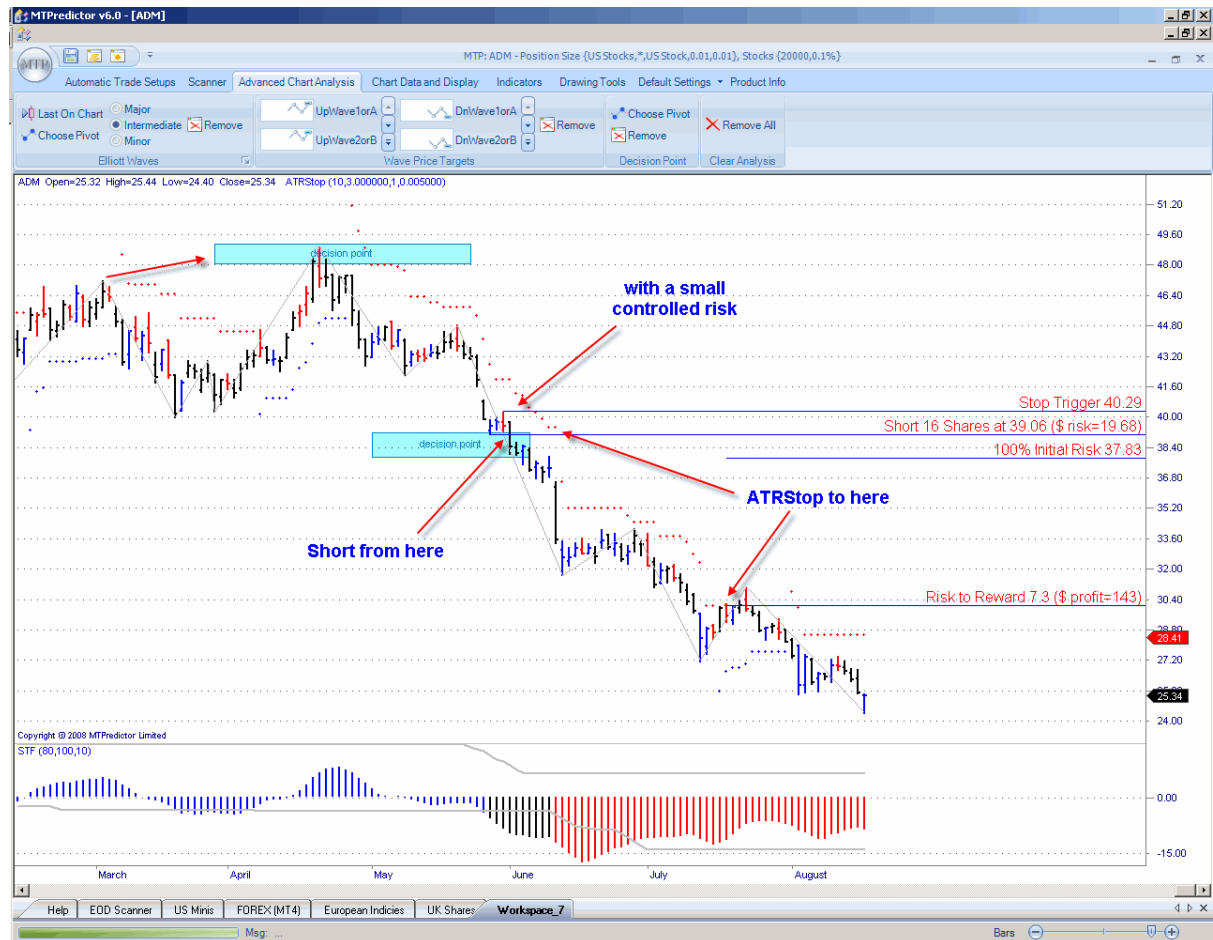 MTPredictor v6.0 - [ADM]
MTP: ADM - Position Size {US Stocks,*,US Stock,0.01,0.01}, Stocks {20000,0.1%}
MTP
Automatic Trade Setups Scanner Advanced Chart Analysis Chart Data and Display Indicators Drawing Tools Default Settings Product Info
Last On Chart
Choose Pivot
Major
Intermediate
Minor
Remove
Elliott Waves
UpWave1orA
UpWave2orB
DnWave1orA
DnWave2orB
Remove
Wave Price Targets
Choose Pivot
Remove
Decision Point
Remove All
Clear Analysis
ADM Open=25.32 High=25.44 Low=24.40 Close=25.34 ATRStop (10,3.000000,1,0.005000)
51.20
49.60
decision point
48.00
with a small
controlled risk
46.40
44.80
43.20
41.60
Stop Trigger 40.29
40.00
Short 16 Shares at 39.06 ($ risk=19.68)
decision point
100% Initial Risk 37.83
38.40
36.80
ATRStop to here
35.20
Short from here
33.60
32.00
Risk to Reward 7.3 ($ profit=143)
30.40
28.80
28.41
27.20
25.34
24.00
Copyright © 2008 MTPredictor Limited
STF (80,100,10)
0.00
-15.00
March April May June July August
Help EOD Scanner US Minis FOREX (MT4) European Indicies UK Shares Workspace_7
Msg: ...
Bars